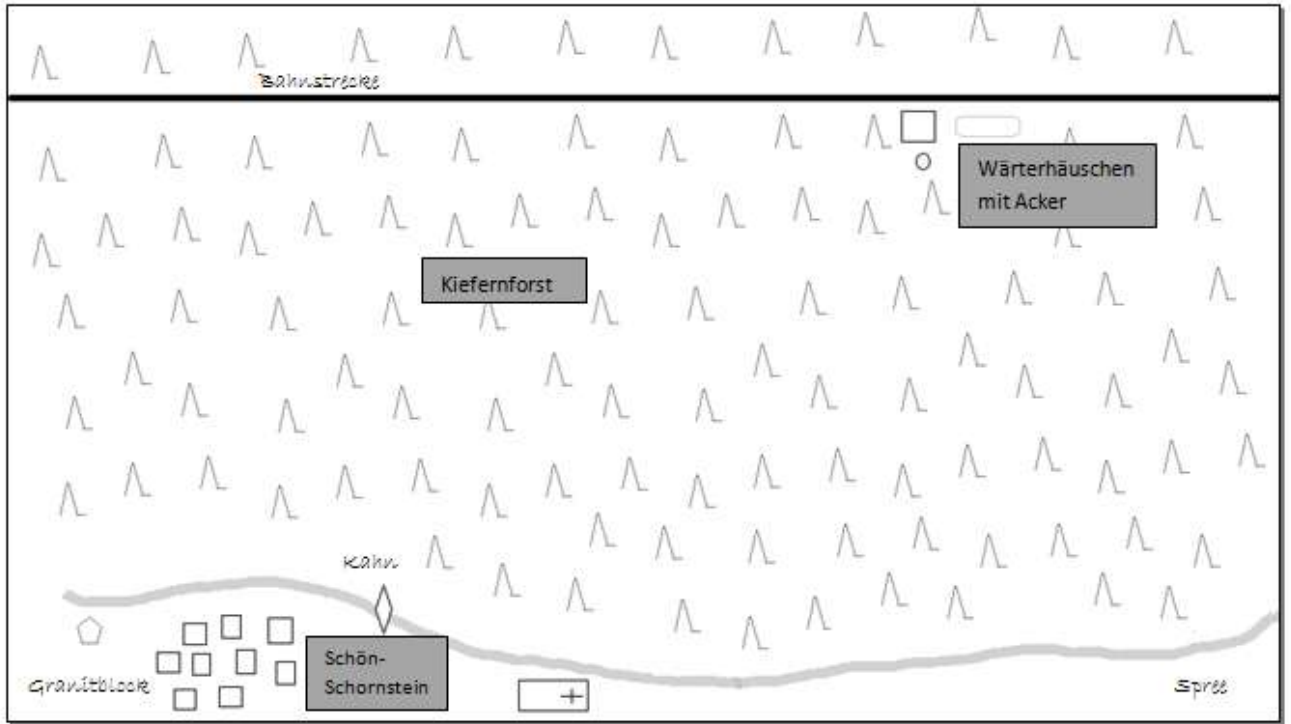 Bahnstrecke
Wärterhäuschen
mit Acker
Kiefernforst
Kahn
Schön-
Schornstein
Granitblock
Spree